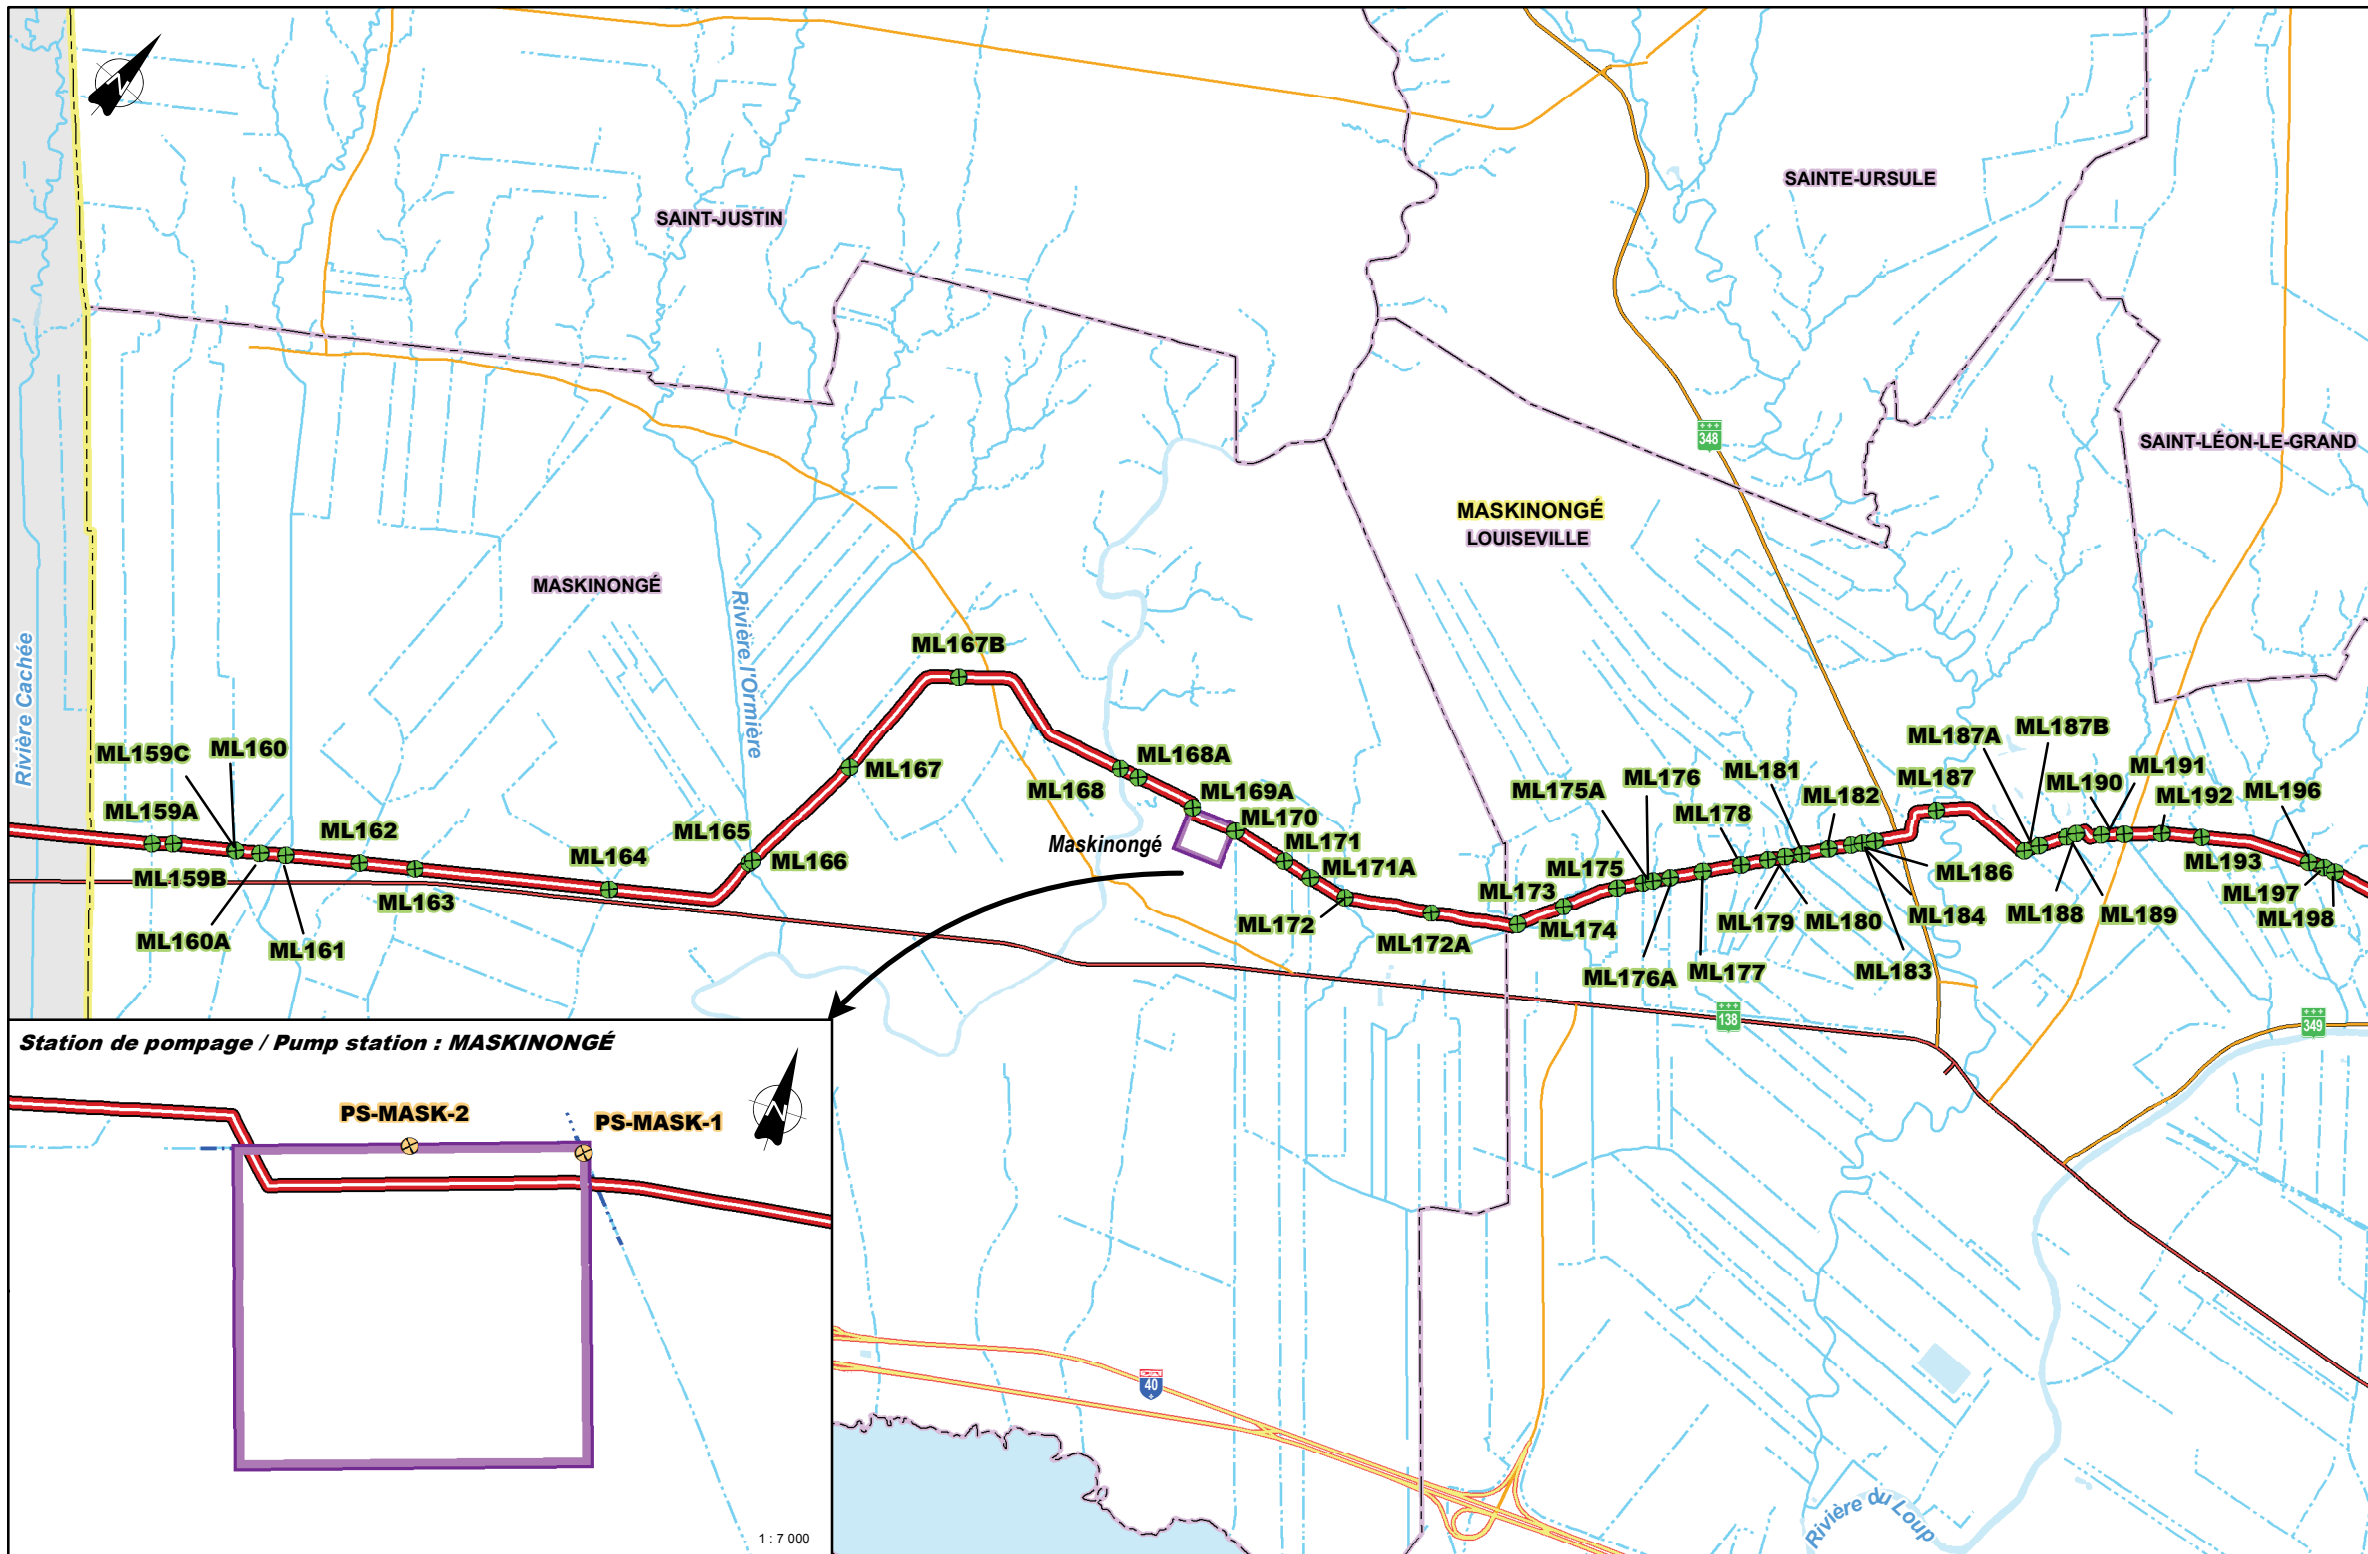 N
SAINT-JUSTIN
SAINTE-URSULE
348
SAINT-LÉON-LE-GRAND
MASKINONGÉ
LOUISEVILLE
MASKINONGÉ
Rivière Cachée
Rivière l'Ormière
ML167B
ML159C
ML160
ML159A
ML159B
ML160A
ML161
ML162
ML163
ML164
ML165
ML166
ML167
ML168
ML168A
ML169A
Maskinongé
ML170
ML171
ML171A
ML172
ML172A
ML173
ML174
ML175
ML175A
ML176
ML176A
ML177
ML178
ML179
ML180
ML181
ML182
ML183
ML184
ML186
ML187
ML187A
ML187B
ML188
ML189
ML190
ML191
ML192
ML193
ML196
ML197
ML198
138
349
40
Rivière du Loup
Station de pompage / Pump station : MASKINONGÉ
PS-MASK-2
PS-MASK-1
N
1 : 7 000